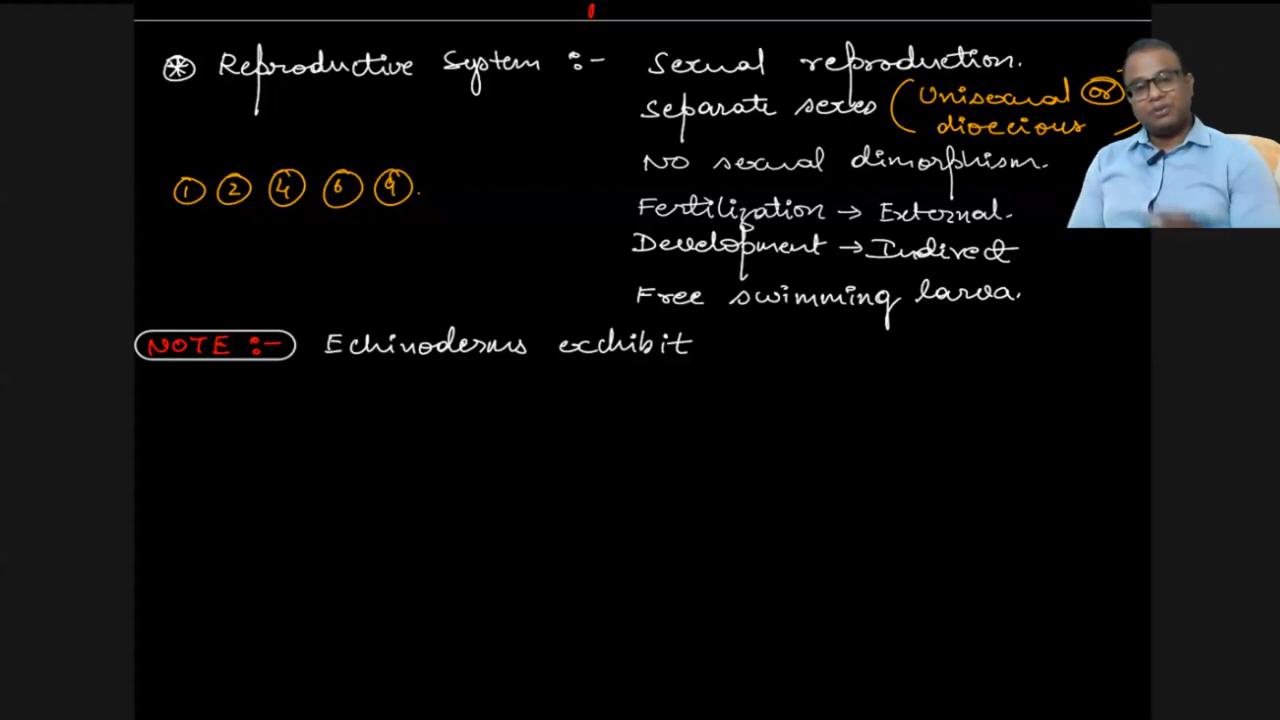 * Reproductive System :- Sexual reproduction.
Separate sexes (Unisexual or
dioecious)
No sexual dimorphism.
1 2 4 6 9.
Fertilization → External.
Development → Indirect
Free swimming larva.
NOTE :- Echinoderms exchibit